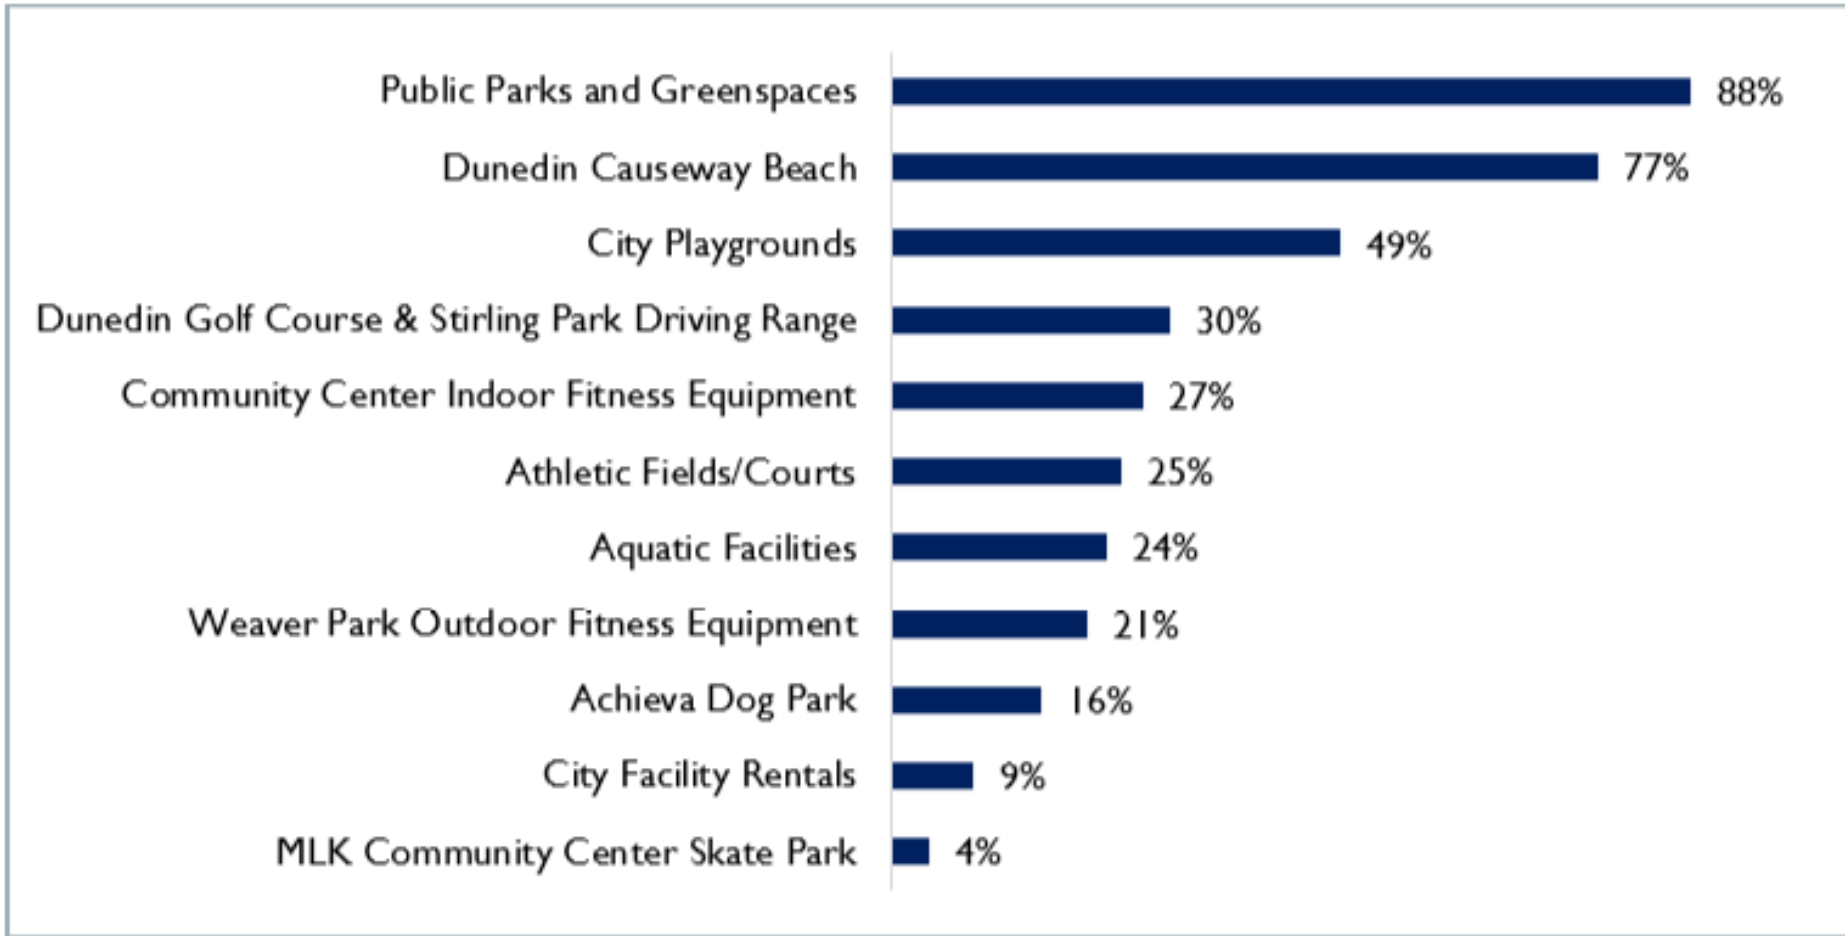 Public Parks and Greenspaces 88%
Dunedin Causeway Beach 77%
City Playgrounds 49%
Dunedin Golf Course & Stirling Park Driving Range 30%
Community Center Indoor Fitness Equipment 27%
Athletic Fields/Courts 25%
Aquatic Facilities 24%
Weaver Park Outdoor Fitness Equipment 21%
Achieva Dog Park 16%
City Facility Rentals 9%
MLK Community Center Skate Park 4%